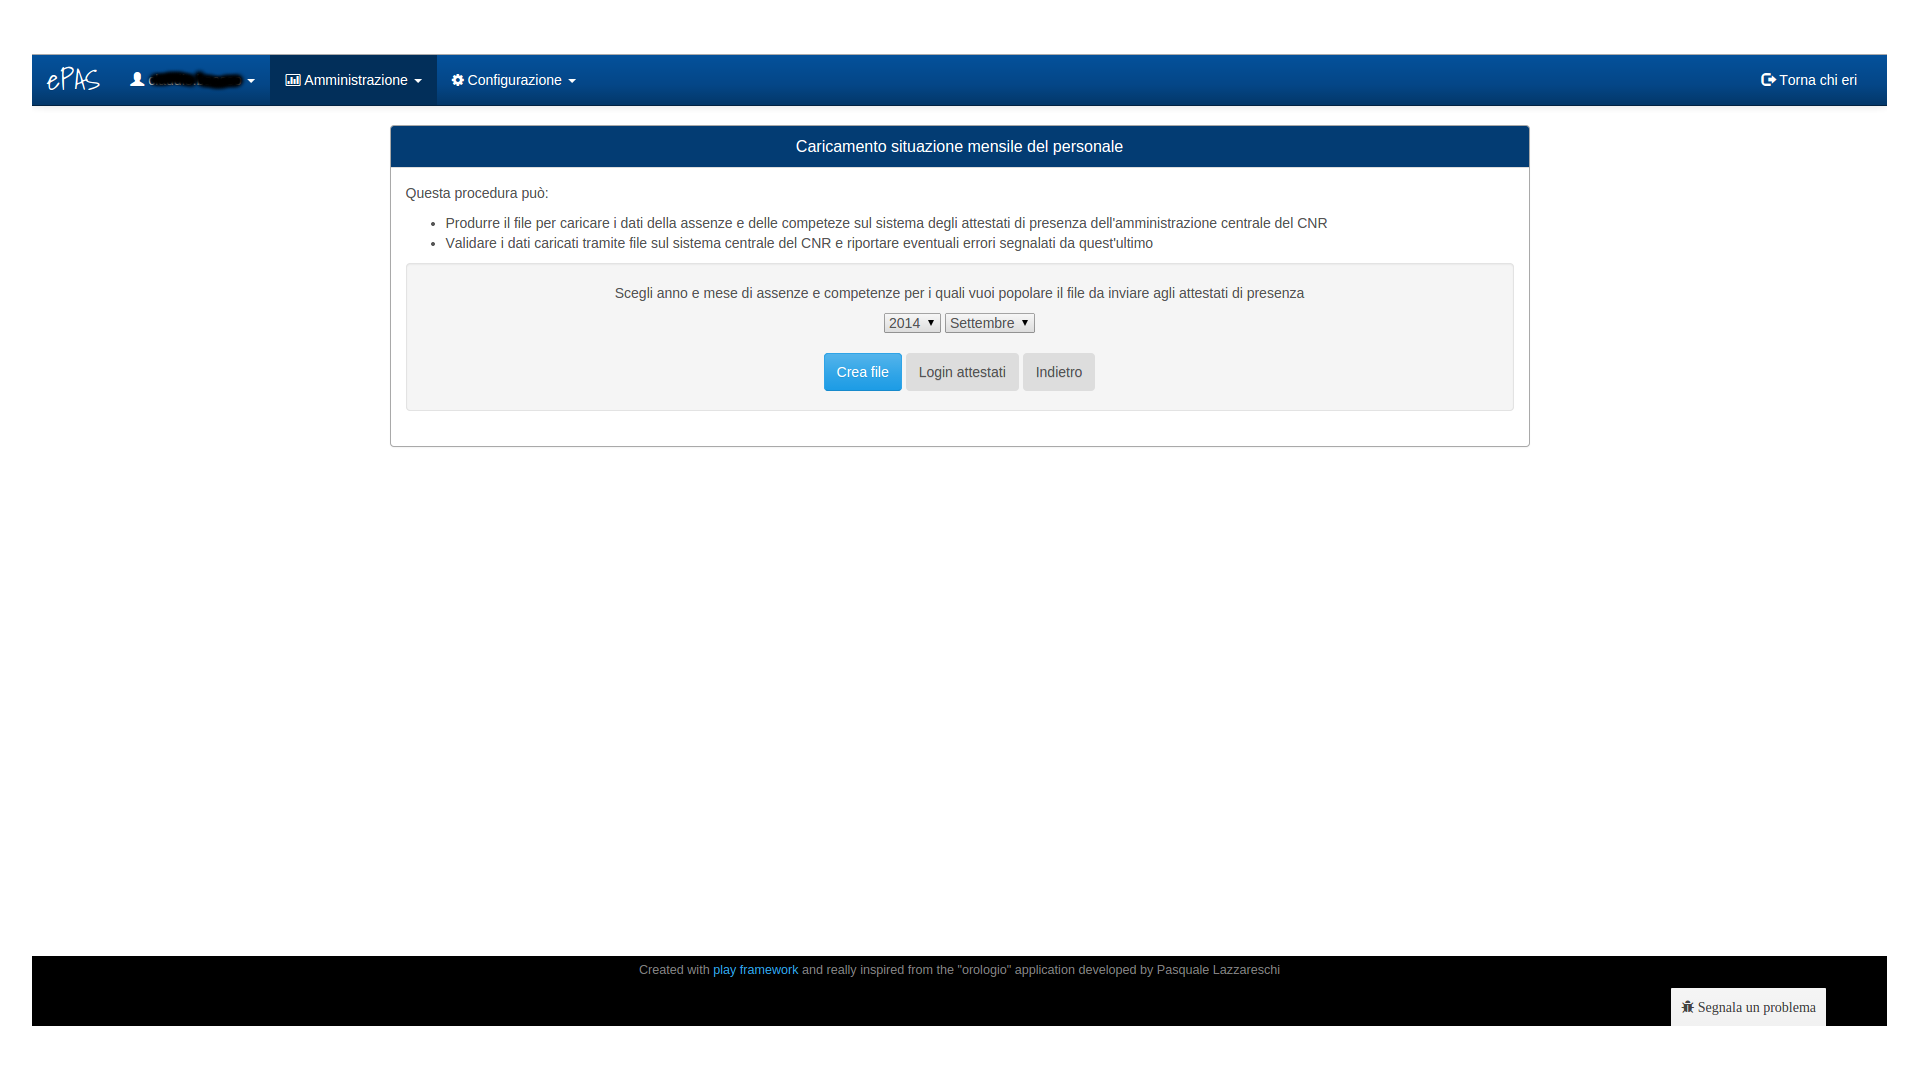 ePAS
Amministrazione
Configurazione
Torna chi eri
Caricamento situazione mensile del personale
Questa procedura può:
• Produrre il file per caricare i dati della assenze e delle competeze sul sistema degli attestati di presenza dell'amministrazione centrale del CNR
• Validare i dati caricati tramite file sul sistema centrale del CNR e riportare eventuali errori segnalati da quest'ultimo
Scegli anno e mese di assenze e competenze per i quali vuoi popolare il file da inviare agli attestati di presenza
2014 Settembre
Crea file Login attestati Indietro
Created with play framework and really inspired from the "orologio" application developed by Pasquale Lazzareschi
Segnala un problema